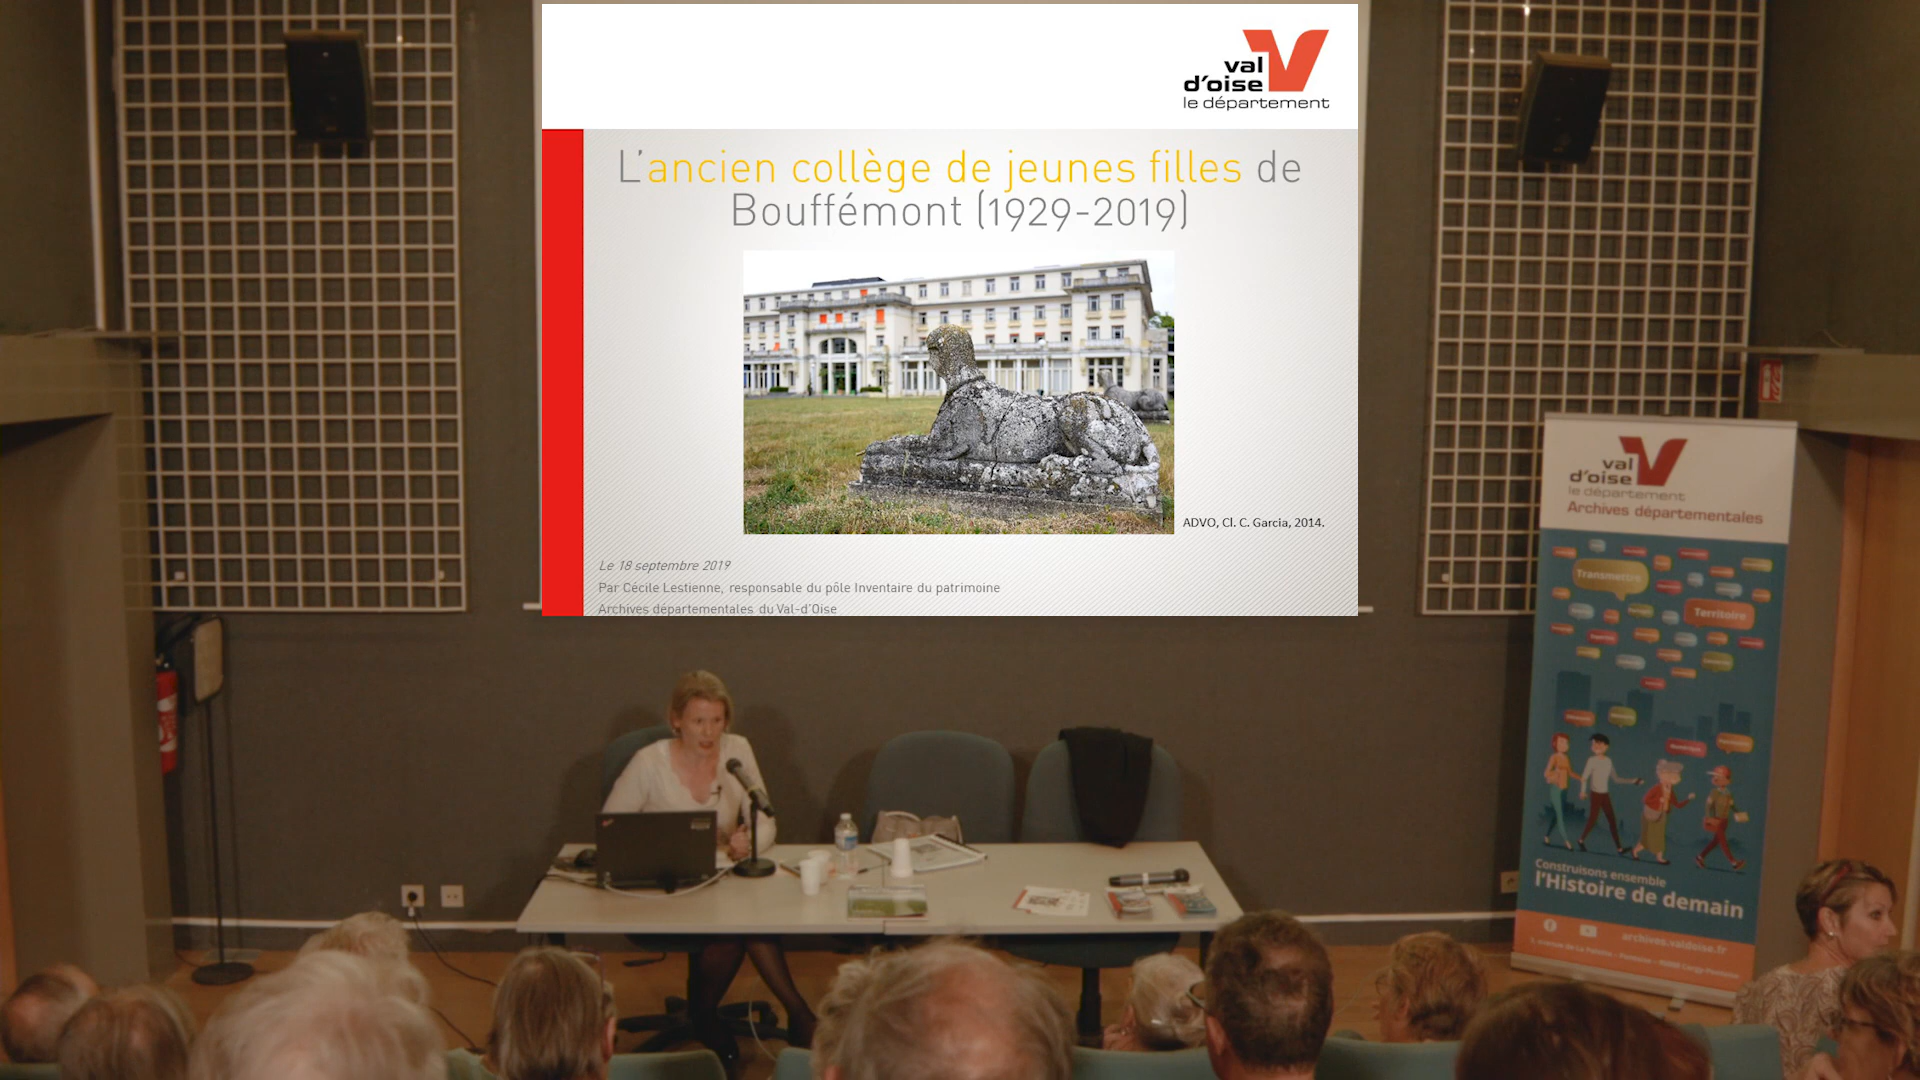 val
d'oise
le département
L'ancien collège de jeunes filles de
Bouffémont (1929-2019)
ADVO, Cl. C. Garcia, 2014.
Le 18 septembre 2019
Par Cécile Lestienne, responsable du pôle Inventaire du patrimoine
Archives départementales du Val-d'Oise
val
d'oise
le département
Archives départementales
Transmettre
Territoire
Construisons ensemble
l'Histoire de demain
archives.valdoise.fr